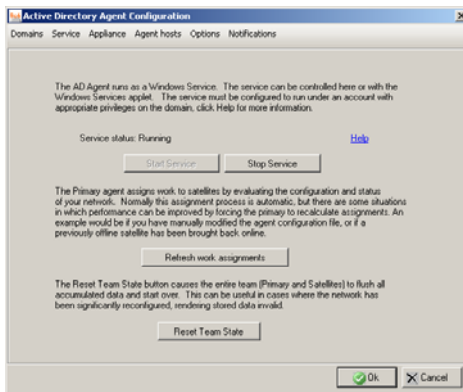 Active Directory Agent Configuration
Domains Service Appliance Agent hosts Options Notifications
The AD Agent runs as a Windows Service. The service can be controlled here or with the
Windows Services applet. The service must be configured to run under an account with
appropriate privileges on the domain, click Help for more information.
Service status: Running Help
Start Service Stop Service
The Primary agent assigns work to satellites by evaluating the configuration and status
of your network. Normally this assignment process is automatic, but there are some situations
in which performance can be improved by forcing the primary to recalculate assignments. An
example would be if you have manually modified the agent configuration file, or if a
previously offline satellite has been brought back online.
Refresh work assignments
The Reset Team State button causes the entire team (Primary and Satellites) to flush all
accumulated data and start over. This can be useful in cases where the network has
been significantly reconfigured, rendering stored data invalid.
Reset Team State
Ok Cancel